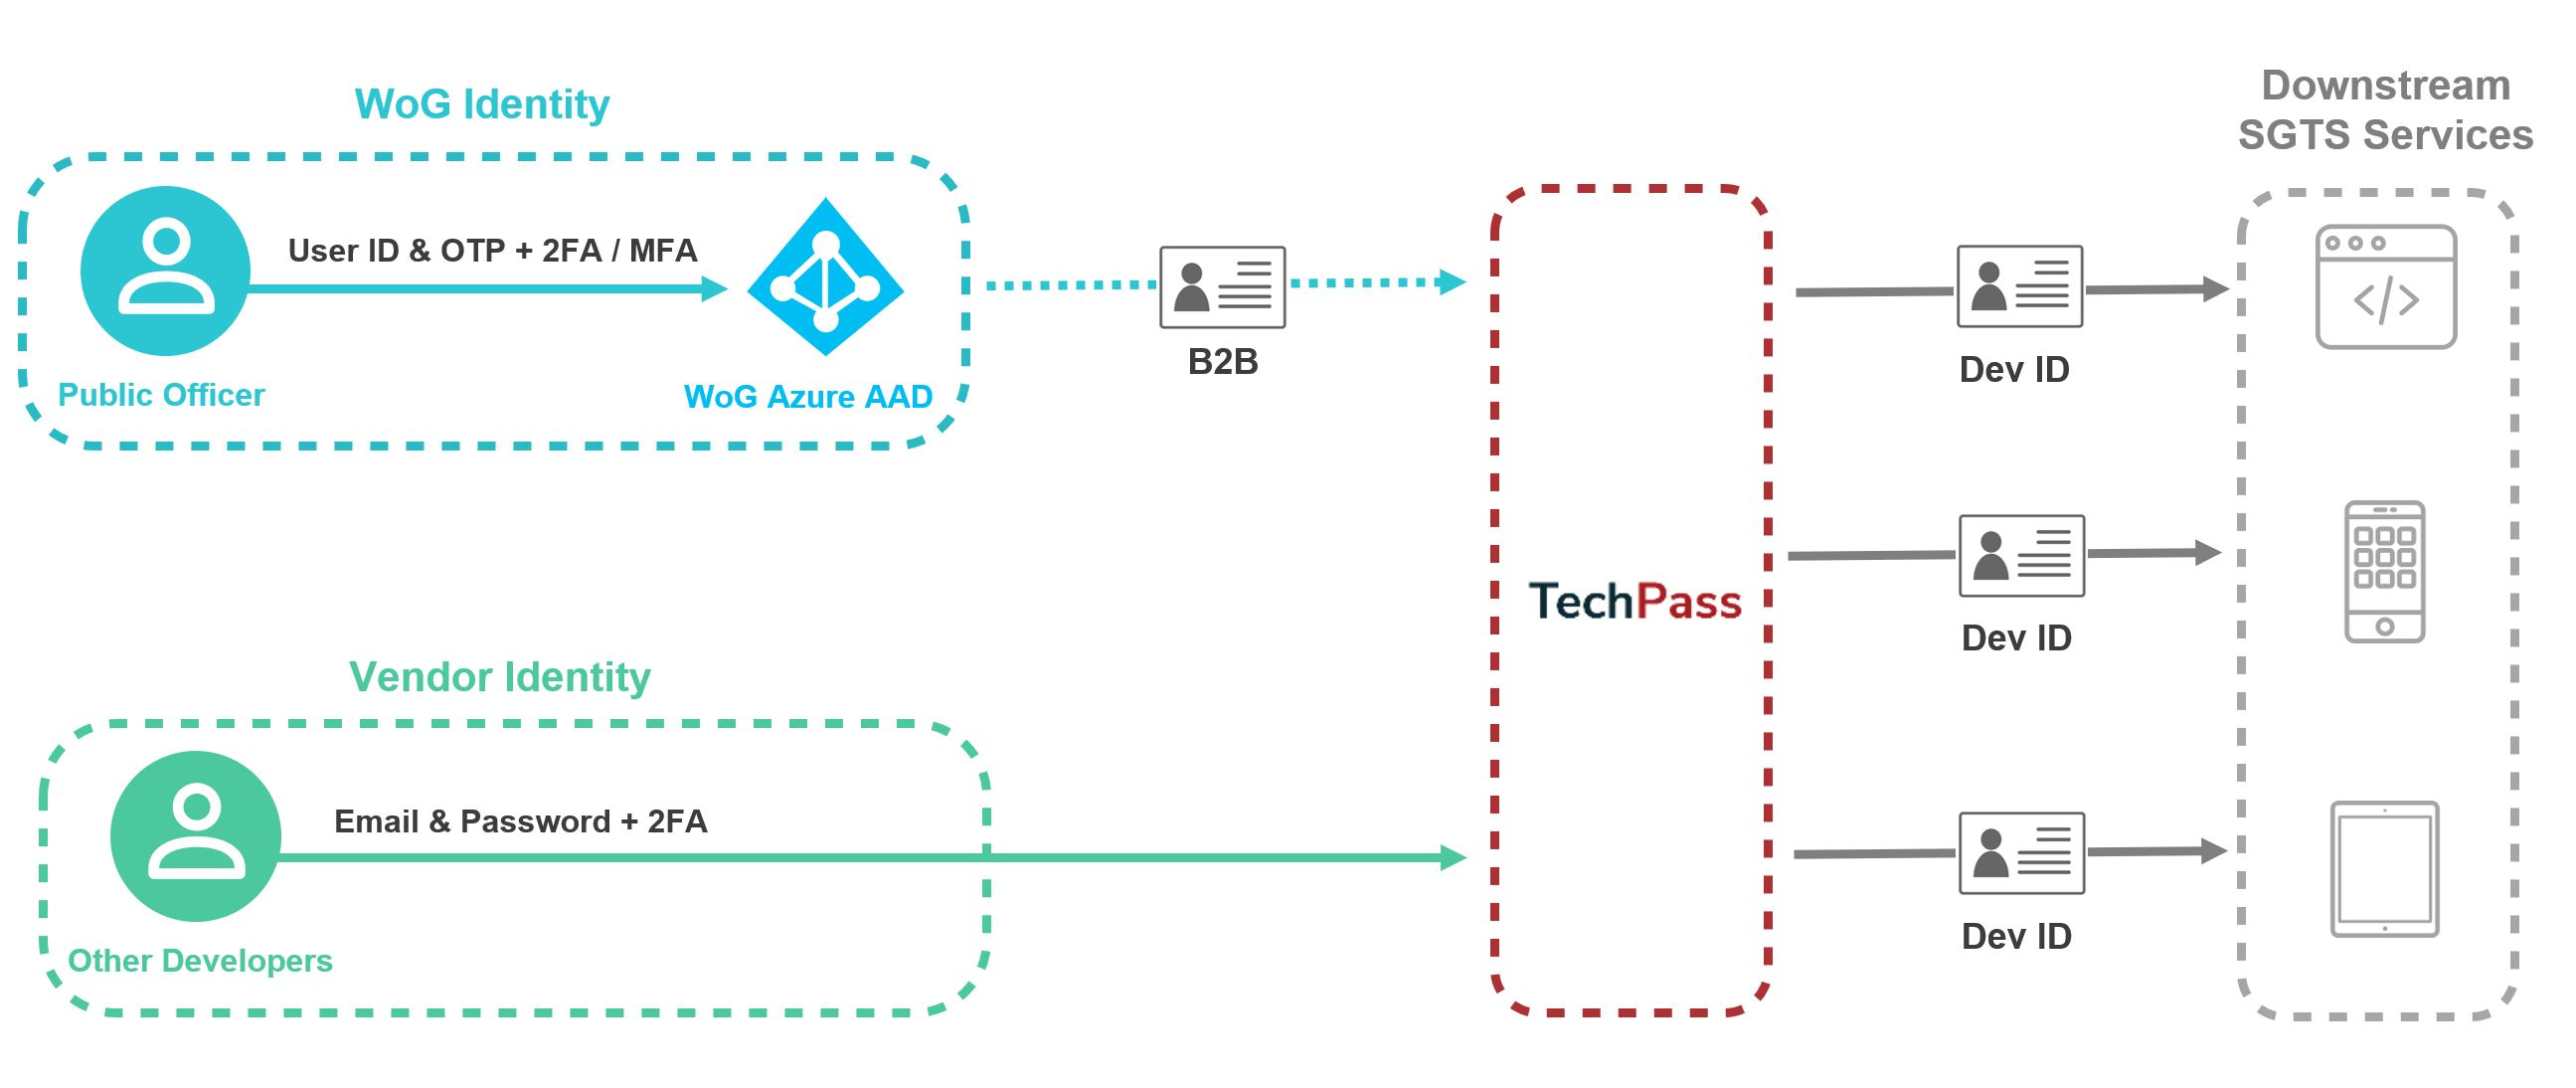 WoG Identity
User ID & OTP + 2FA / MFA
Public Officer
WoG Azure AAD
B2B
Vendor Identity
Email & Password + 2FA
Other Developers
TechPass
Dev ID
Dev ID
Dev ID
Downstream
SGTS Services